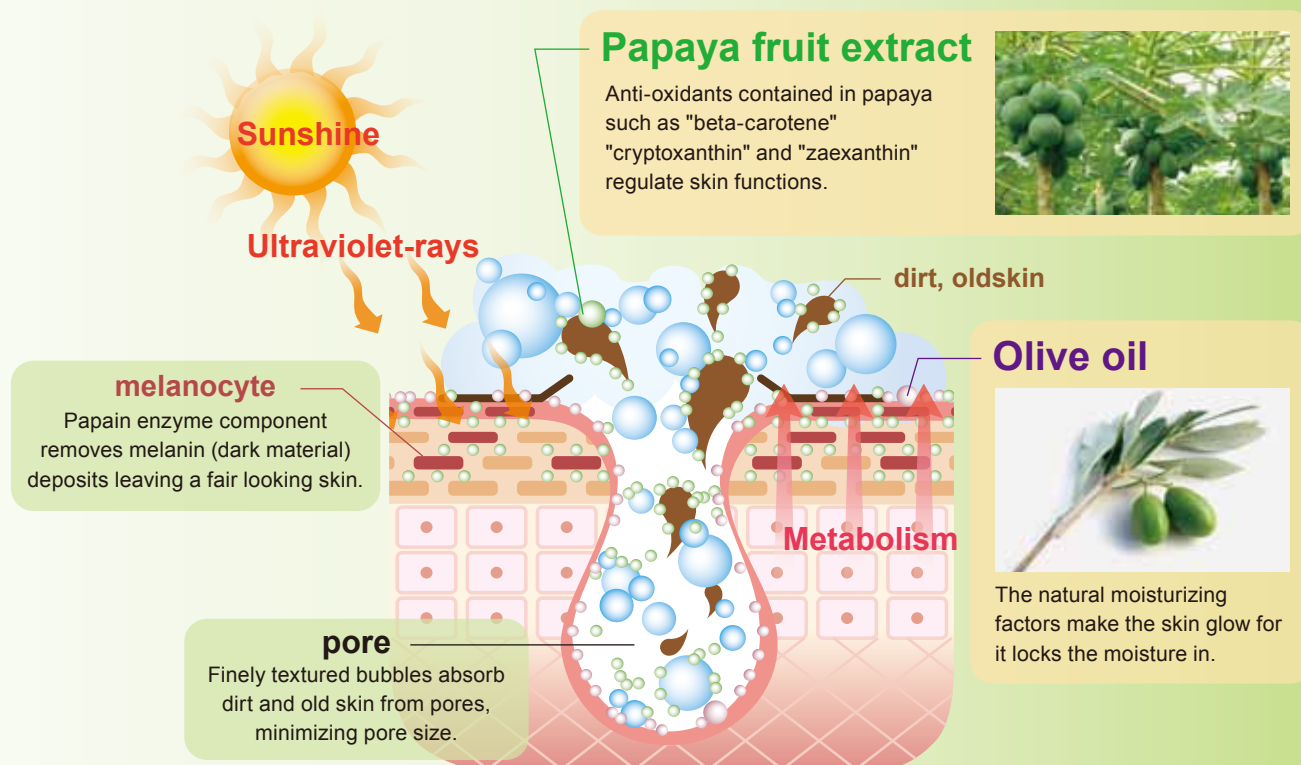 Papaya fruit extract
Anti-oxidants contained in papaya
such as "beta-carotene"
"cryptoxanthin" and "zaexanthin"
regulate skin functions.
Sunshine
Ultraviolet-rays
dirt, oldskin
melanocyte
Papain enzyme component
removes melanin (dark material)
deposits leaving a fair looking skin.
Olive oil
The natural moisturizing
factors make the skin glow for
it locks the moisture in.
Metabolism
pore
Finely textured bubbles absorb
dirt and old skin from pores,
minimizing pore size.